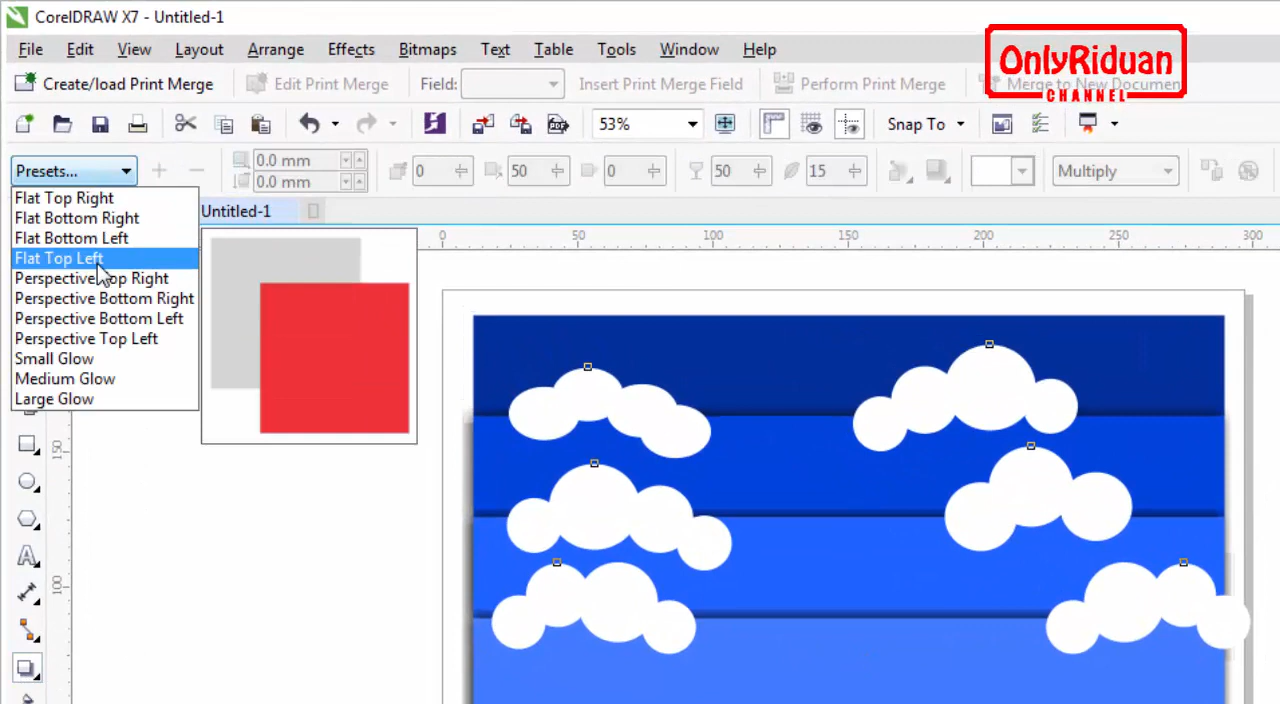 CorelDRAW X7 - Untitled-1
File Edit View Layout Arrange Effects Bitmaps Text Table Tools Window Help
OnlyRiduan
CHANNEL
Create/load Print Merge Edit Print Merge Field: Insert Print Merge Field Perform Print Merge Merge to New Document
53% Snap To
Presets... 0.0 mm 0 50 0 50 15 Multiply
0.0 mm
Flat Top Right
Flat Bottom Right
Flat Bottom Left
Flat Top Left
Perspective Top Right
Perspective Bottom Right
Perspective Bottom Left
Perspective Top Left
Small Glow
Medium Glow
Large Glow
Untitled-1
0 50 100 150 200 250 300
150
100